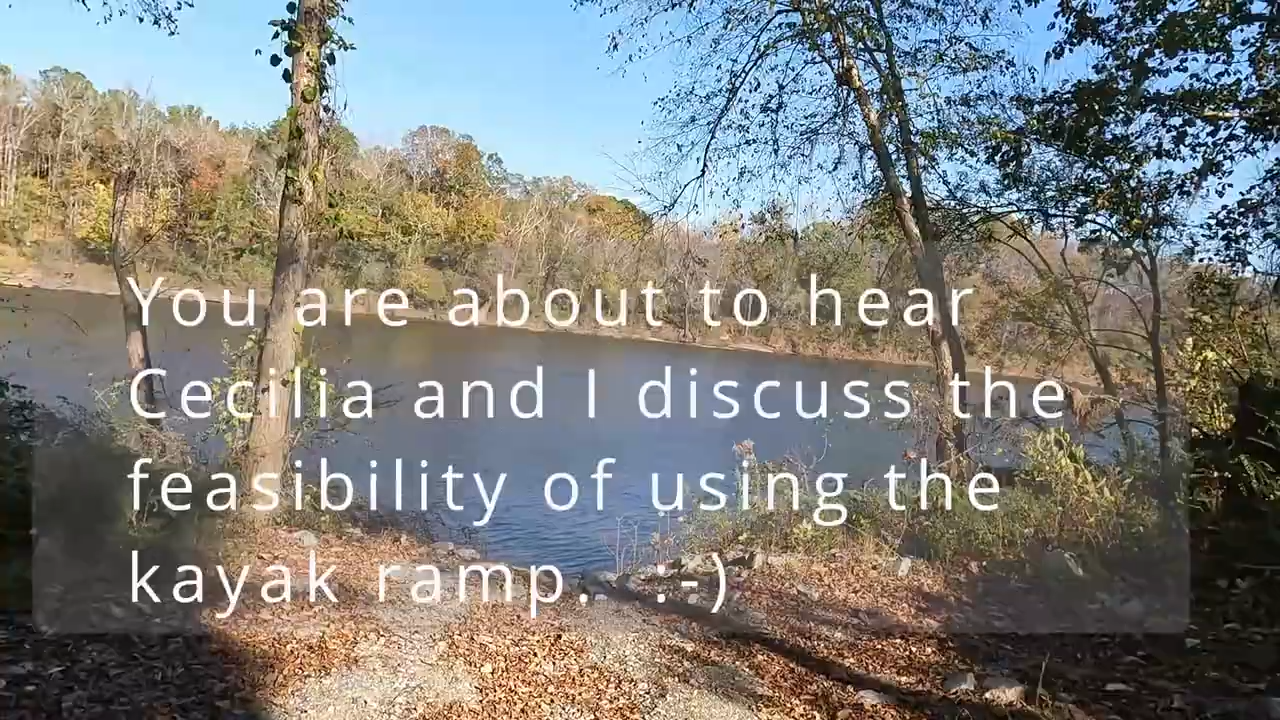 You are about to hear
Cecilia and I discuss the
feasibility of using the
kayak ramp.  :-)